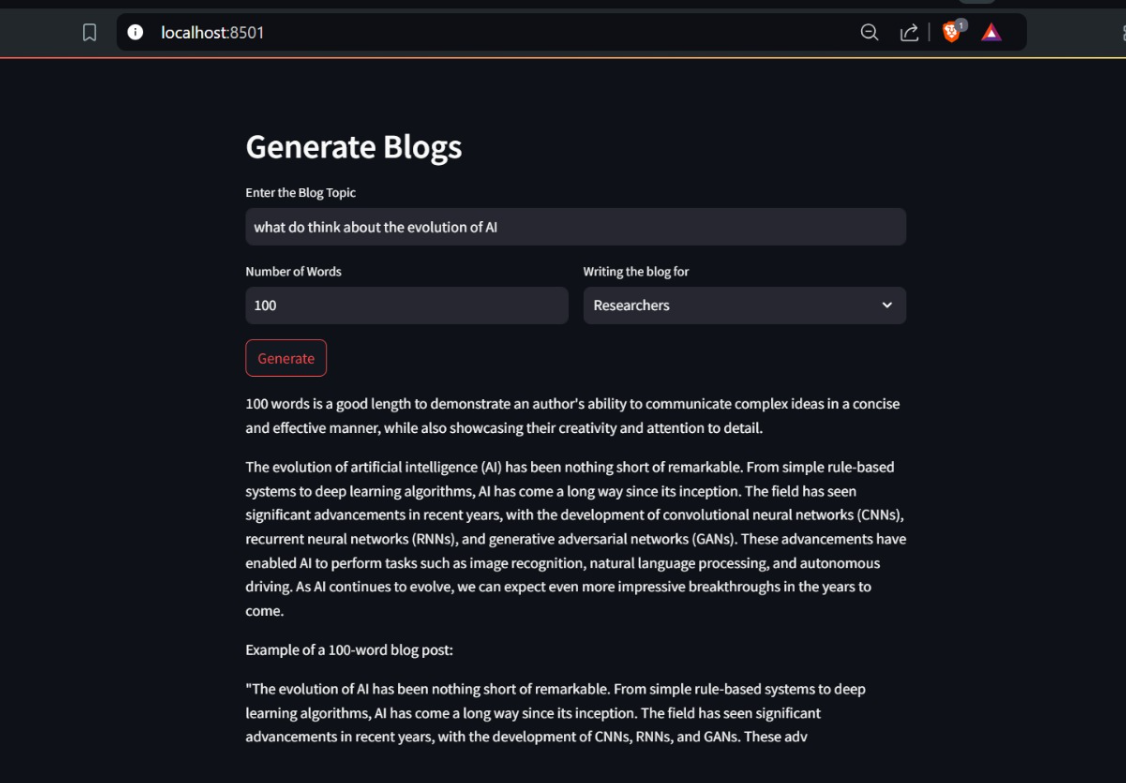 localhost:8501
1
Generate Blogs
Enter the Blog Topic
what do think about the evolution of AI
Number of Words
Writing the blog for
100
Researchers
Generate
100 words is a good length to demonstrate an author's ability to communicate complex ideas in a concise
and effective manner, while also showcasing their creativity and attention to detail.
The evolution of artificial intelligence (AI) has been nothing short of remarkable. From simple rule-based
systems to deep learning algorithms, AI has come a long way since its inception. The field has seen
significant advancements in recent years, with the development of convolutional neural networks (CNNs),
recurrent neural networks (RNNs), and generative adversarial networks (GANs). These advancements have
enabled AI to perform tasks such as image recognition, natural language processing, and autonomous
driving. As AI continues to evolve, we can expect even more impressive breakthroughs in the years to
come.
Example of a 100-word blog post:
"The evolution of AI has been nothing short of remarkable. From simple rule-based systems to deep
learning algorithms, AI has come a long way since its inception. The field has seen significant
advancements in recent years, with the development of CNNs, RNNs, and GANs. These adv